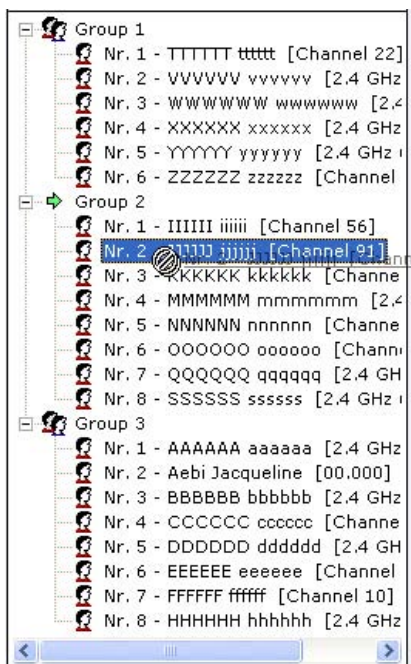 Group 1
Nr. 1 - TTTTTT tttttt [Channel 22]
Nr. 2 - VVVVVV vvvvvv [2.4 GHz
Nr. 3 - WWWWWW wwwwww [2.4
Nr. 4 - XXXXXX xxxxxx [2.4 GHz
Nr. 5 - YYYYYY yyyyyy [2.4 GHz
Nr. 6 - ZZZZZZ zzzzzz [Channel
Group 2
Nr. 1 - IIIIII iiiiii [Channel 56]
Nr. 2 - JJJJJJ jjjjjj [Channel 91]
Nr. 3 - KKKKKK kkkkkk [Channe
Nr. 4 - MMMMMM mmmmmm [2.4
Nr. 5 - NNNNNN nnnnnn [Channe
Nr. 6 - OOOOOO oooooo [Chann
Nr. 7 - QQQQQQ qqqqqq [2.4 GH
Nr. 8 - SSSSSS ssssss [2.4 GHz
Group 3
Nr. 1 - AAAAAA aaaaaa [2.4 GHz
Nr. 2 - Aebi Jacqueline [00.000]
Nr. 3 - BBBBBB bbbbbb [2.4 GHz
Nr. 4 - CCCCCC cccccc [Channe
Nr. 5 - DDDDDD dddddd [2.4 GH
Nr. 6 - EEEEEE eeeeee [Channel
Nr. 7 - FFFFFF ffffff [Channel 10]
Nr. 8 - HHHHHH hhhhhh [2.4 GHz